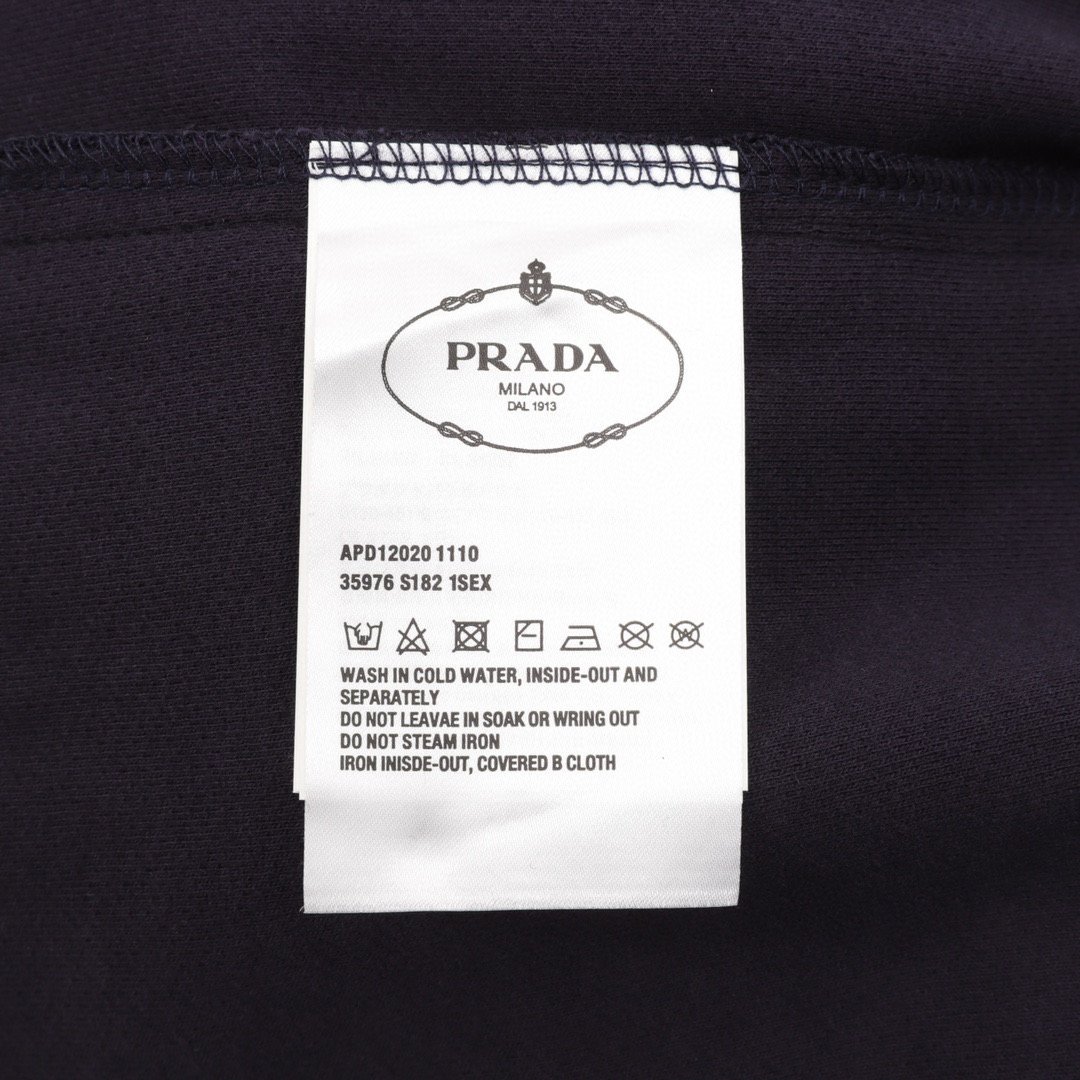 PRADA
MILANO
DAL 1913
APD12020 1110
35976 S182 1SEX
WASH IN COLD WATER, INSIDE-OUT AND
SEPARATELY
DO NOT LEAVAE IN SOAK OR WRING OUT
DO NOT STEAM IRON
IRON INISDE-OUT, COVERED B CLOTH